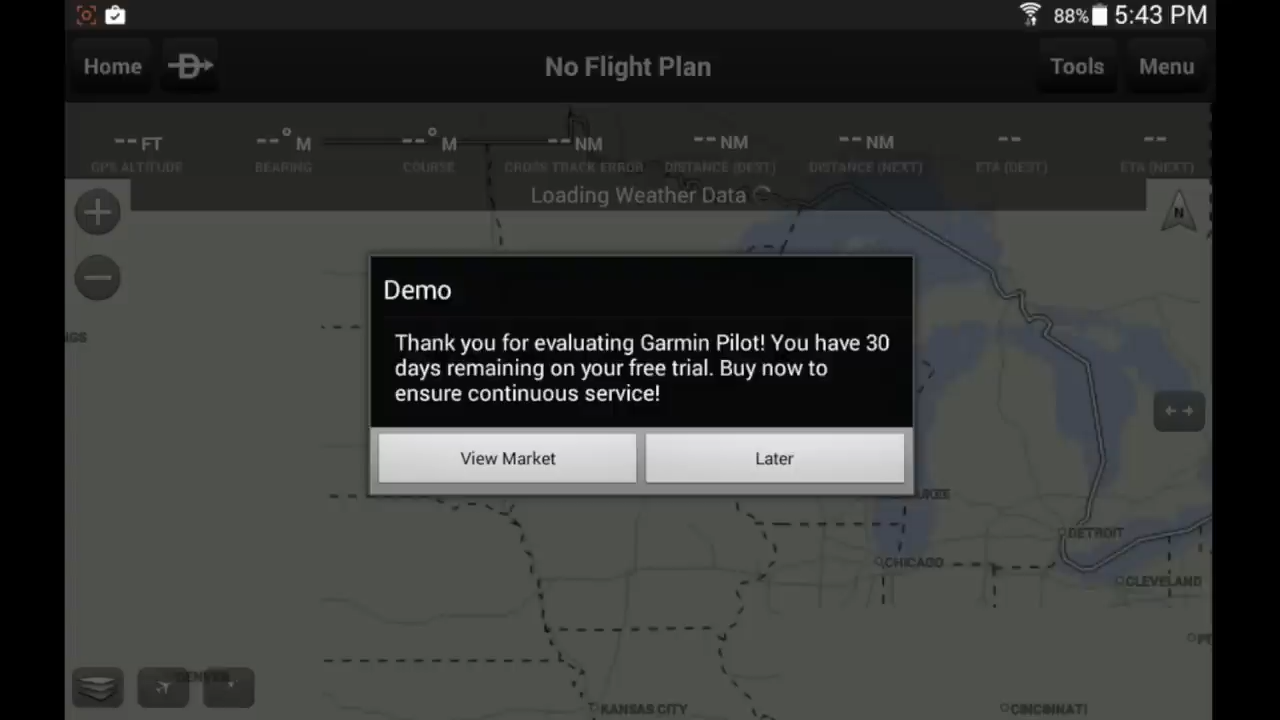 88% 5:43 PM
Home No Flight Plan Tools Menu
--FT --° M --° M --NM --NM --NM -- --
GPS ALTITUDE BEARING COURSE CROSS TRACK ERROR DISTANCE (DEST) DISTANCE (NEXT) ETA (DEST) ETA (NEXT)
Loading Weather Data
N
Demo
Thank you for evaluating Garmin Pilot! You have 30
days remaining on your free trial. Buy now to
ensure continuous service!
View Market Later
DETROIT
CHICAGO
CLEVELAND
DENVER
KANSAS CITY
CINCINNATI